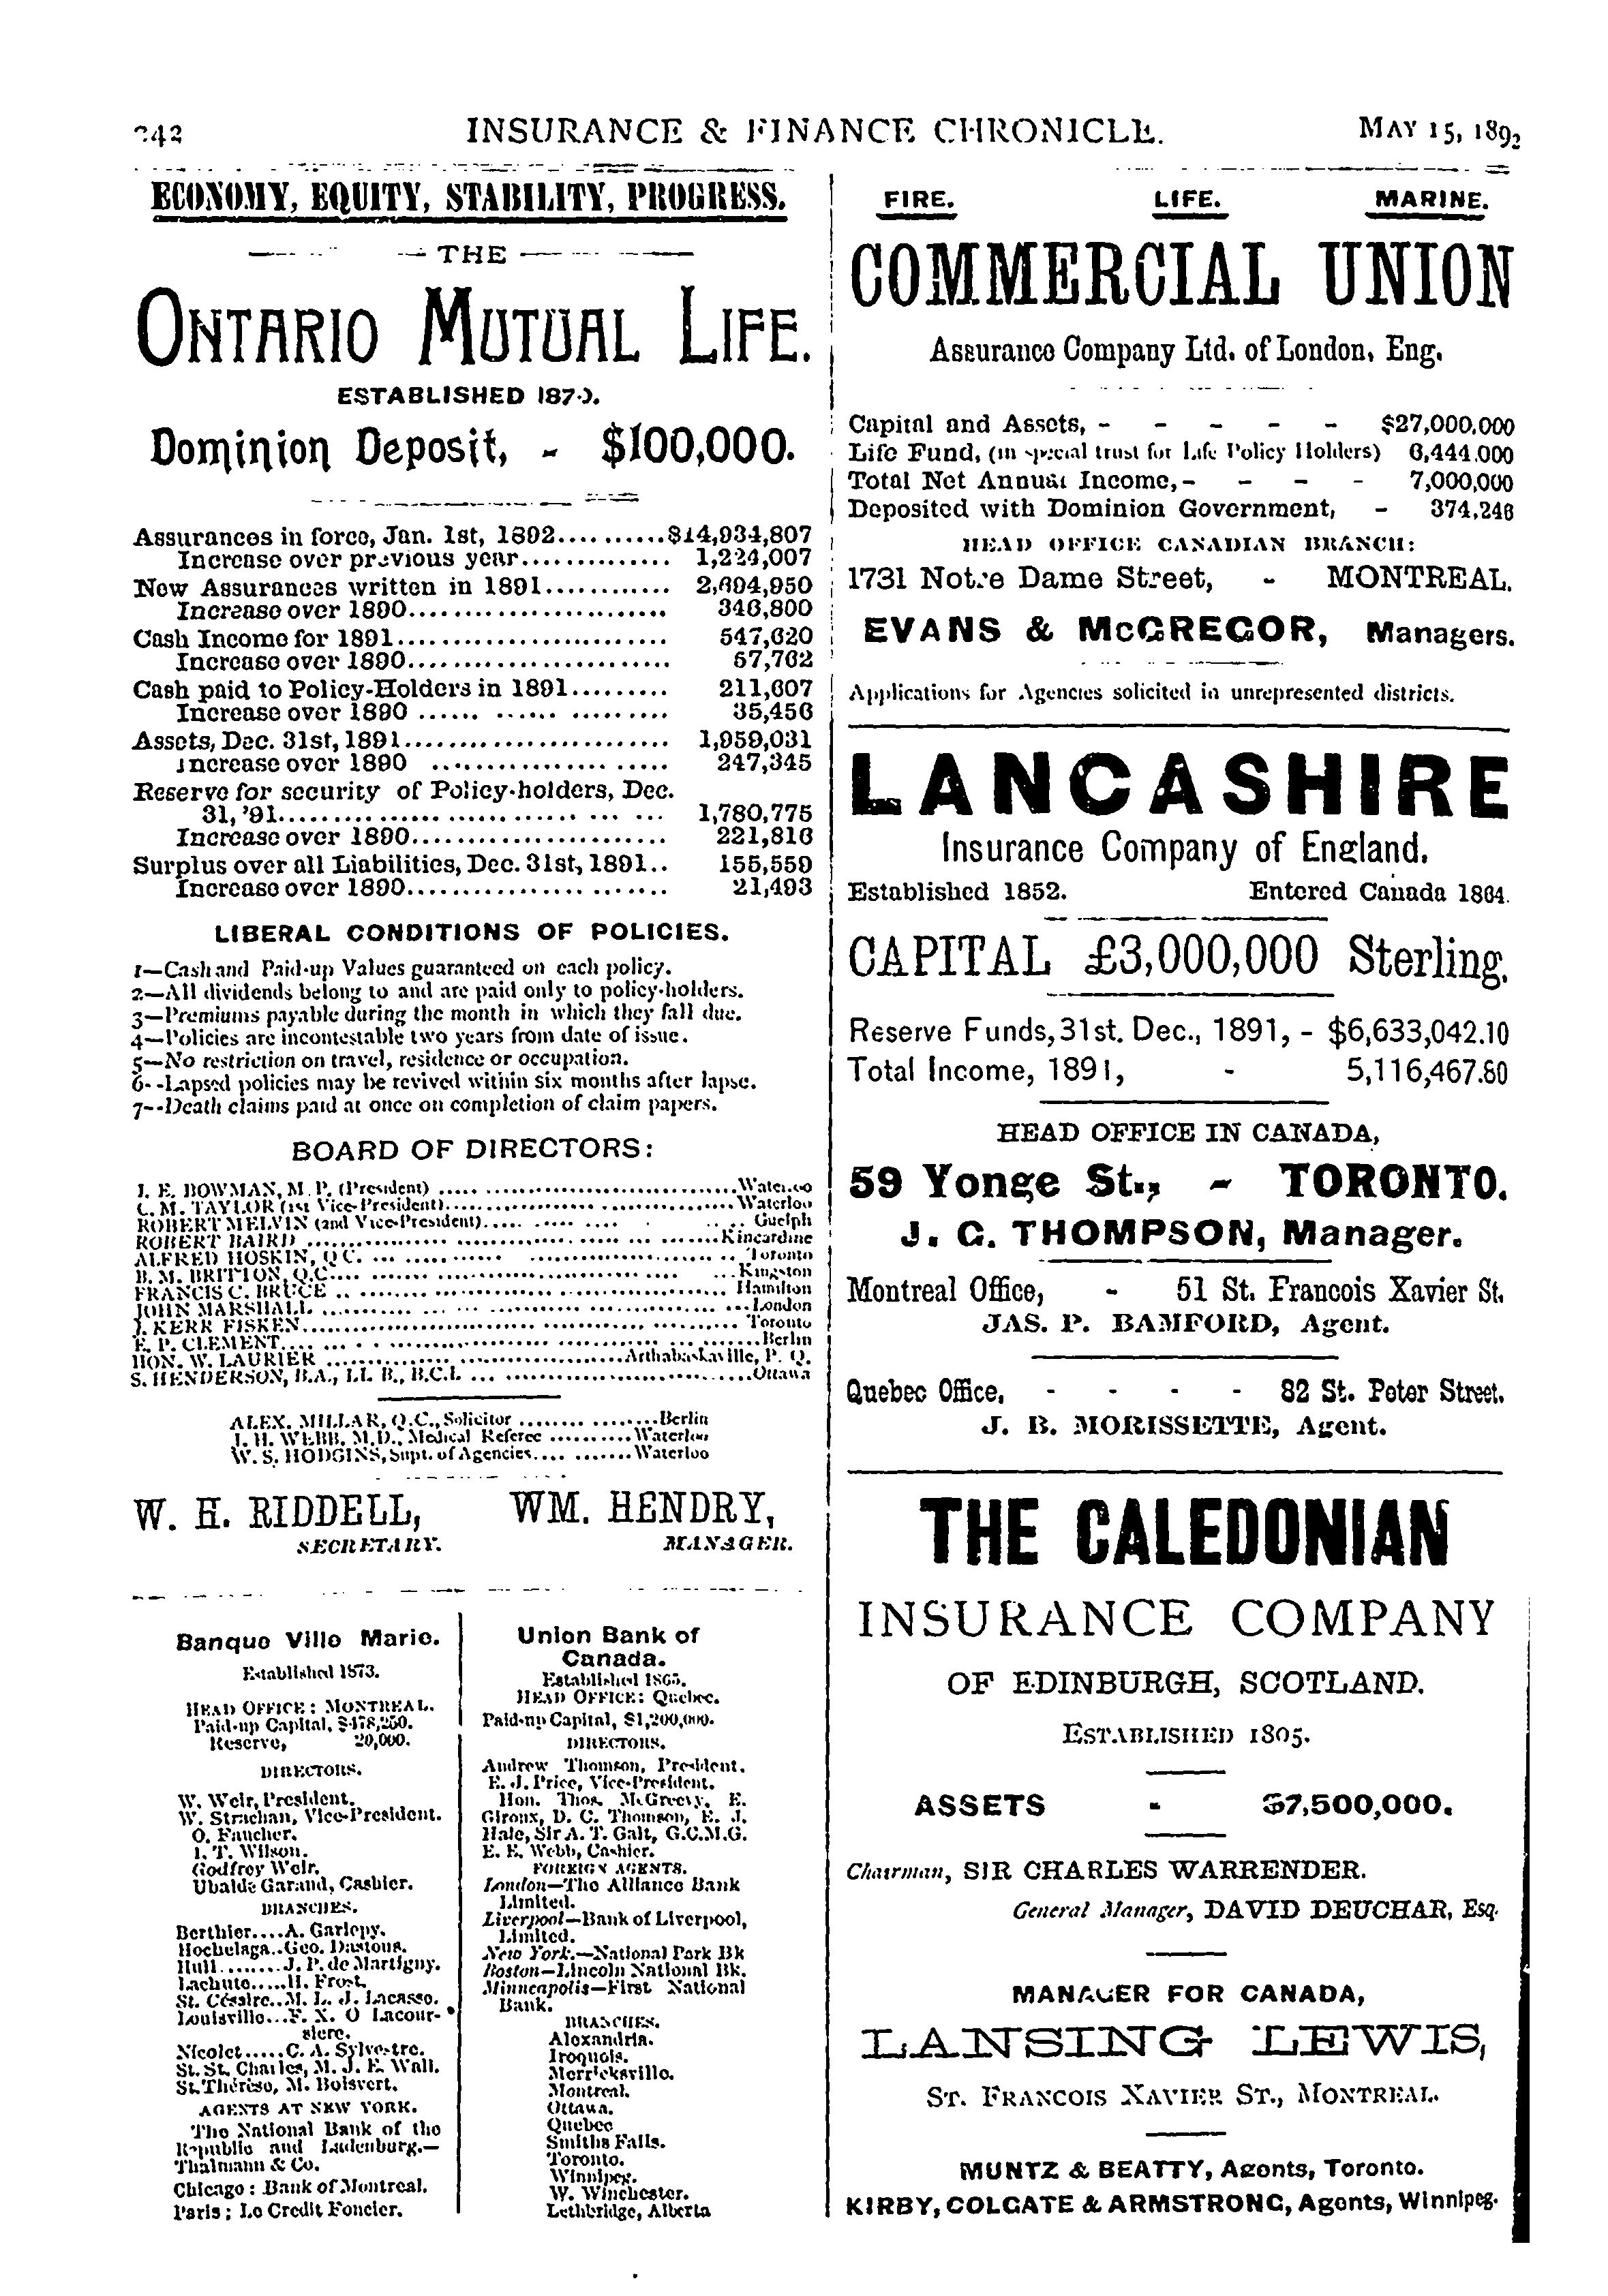 242 INSURANCE & FINANCE CHRONICLE. MAY 15, 1892
ECONOMY, EQUITY, STABILITY, PROGRESS.
THE
ONTARIO MUTUAL LIFE.
ESTABLISHED 1870.
Dominion Deposit, - $100,000.
Assurances in force, Jan. 1st, 1892..........$14,934,807
Increase over previous year.............. 1,224,007
New Assurances written in 1891............ 2,694,950
Increase over 1890........................ 346,800
Cash Income for 1891........................ 547,620
Increase over 1890........................ 57,762
Cash paid to Policy-Holders in 1891......... 211,607
Increase over 1890 ...... ...... ......... 35,456
Assets, Dec. 31st, 1891........................ 1,959,031
Increase over 1890 ................ ..... 247,345
Reserve for security of Policy-holders, Dec.
31, '91..................................... 1,780,775
Increase over 1890....................... 221,816
Surplus over all Liabilities, Dec. 31st, 1891.. 155,559
Increase over 1890....................... 21,493
LIBERAL CONDITIONS OF POLICIES.
1—Cash and Paid-up Values guaranteed on each policy.
2—All dividends belong to and are paid only to policy-holders.
3—Premiums payable during the month in which they fall due.
4—Policies are incontestable two years from date of issue.
5—No restriction on travel, residence or occupation.
6--Lapsed policies may be revived within six months after lapse.
7--Death claims paid at once on completion of claim papers.
BOARD OF DIRECTORS:
I. E. BOWMAN, M. P. (President) ..... ..............................Waterloo
C. M. TAYLOR (1st Vice-President)....................................Waterloo
ROBERT MELVIN (2nd Vice-President)..... ...... .... . .... Guelph
ROBERT BAIRD ...................................................Kincardine
ALFRED HOSKIN, Q C. ... .......... ...................... .. Toronto
B. M. BRITTON, Q.C.... ....... ........................ ...Kingston
FRANCIS C. BRUCE .. .......................................... Hamilton
JOHN MARSHALL .................................................London
J. KERR FISKEN.................................................. Toronto
E. P. CLEMENT.... ... . . .......................................Berlin
HON. W. LAURIER ...................................Arthabaskaville, P. Q.
S. HENDERSON, B.A., LL B., B.C.L ... ...............................Ottawa
ALEX. MILLAR, Q.C., Solicitor ........ .........Berlin
J. H. WEBB, M.D., Medical Referee ..........Waterloo
W. S. HODGINS, Supt. of Agencies.... .......Waterloo
W. H. RIDDELL, WM. HENDRY,
SECRETARY. MANAGER.
Banque Ville Marie.
Established 1873.
HEAD OFFICE: MONTREAL.
Paid-up Capital, $478,250.
Reserve, 20,000.
DIRECTORS.
W. Weir, President.
W. Strachan, Vice-President.
O. Faucher.
J. T. Wilson.
Godfrey Weir.
Ubalde Garand, Cashier.
BRANCHES.
Berthier....A. Gariepy.
Hochelaga..Geo. Dastous.
Hull........J. P. de Martigny.
Lachute.....H. Frost.
St. Césaire..M. L. J. Lacasse.
Louisville...F. X. O Lacour-
siere.
Nicolet.....C. A. Sylvestre.
St. St. Charles, M. J. E. Wall.
St. Thérèse, M. Boisvert.
AGENTS AT NEW YORK.
The National Bank of the
Republic and Ladenburg.—
Thalmann & Co.
Chicago: Bank of Montreal.
Paris; Le Credit Foncier.
Union Bank of
Canada.
Established 1865.
HEAD OFFICE: Quebec.
Paid-up Capital, $1,200,000.
DIRECTORS.
Andrew Thomson, President.
E. J. Price, Vice-President.
Hon. Thos. McGreevy, E.
Giroux, D. C. Thomson, E. J.
Hale, Sir A. T. Galt, G.C.M.G.
E. E. Webb, Cashier.
FOREIGN AGENTS.
London—The Alliance Bank
Limited.
Liverpool—Bank of Liverpool,
Limited.
New York.—National Park Bk
Boston—Lincoln National Bk.
Minneapolis—First National
Bank.
BRANCHES.
Alexandria.
Iroquois.
Merricksville.
Montreal.
Ottawa.
Quebec
Smiths Falls.
Toronto.
Winnipeg.
W. Winchester.
Lethbridge, Alberta
FIRE. LIFE. MARINE.
COMMERCIAL UNION
Assurance Company Ltd. of London, Eng.
Capital and Assets, - - - - - $27,000,000
Life Fund, (in special trust for Life Policy Holders) 6,444,000
Total Net Annual Income, - - - - 7,000,000
Deposited with Dominion Government, - 374,246
HEAD OFFICE CANADIAN BRANCH:
1731 Notre Dame Street, - MONTREAL.
EVANS & McGREGOR, Managers.
Applications for Agencies solicited in unrepresented districts.
LANCASHIRE
Insurance Company of England.
Established 1852. Entered Canada 1864.
CAPITAL £3,000,000 Sterling.
Reserve Funds, 31st. Dec., 1891, - $6,633,042.10
Total Income, 1891, - 5,116,467.80
HEAD OFFICE IN CANADA,
59 Yonge St., - TORONTO.
J. G. THOMPSON, Manager.
Montreal Office, - 51 St. Francois Xavier St.
JAS. P. BAMFORD, Agent.
Quebec Office, - - - - 82 St. Peter Street.
J. B. MORISSETTE, Agent.
THE CALEDONIAN
INSURANCE COMPANY
OF EDINBURGH, SCOTLAND.
ESTABLISHED 1805.
ASSETS - $7,500,000.
Chairman, SIR CHARLES WARRENDER.
General Manager, DAVID DEUCHAR, Esq.
MANAGER FOR CANADA,
LANSING LEWIS,
ST. FRANCOIS XAVIER ST., MONTREAL.
MUNTZ & BEATTY, Agents, Toronto.
KIRBY, COLGATE & ARMSTRONG, Agents, Winnipeg.